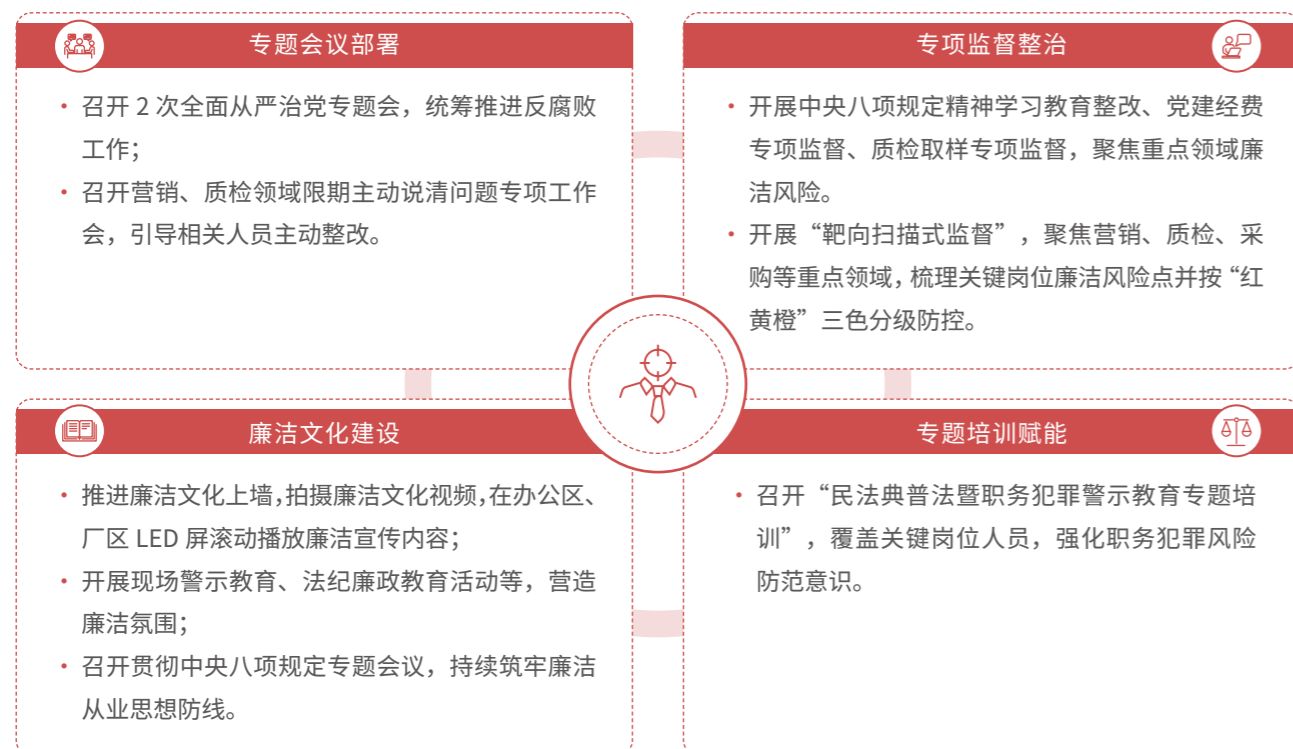 专题会议部署
· 召开 2 次全面从严治党专题会，统筹推进反腐败
工作；
· 召开营销、质检领域限期主动说清问题专项工作
会，引导相关人员主动整改。
专项监督整治
· 开展中央八项规定精神学习教育整改、党建经费
专项监督、质检取样专项监督，聚焦重点领域廉
洁风险。
· 开展“靶向扫描式监督”，聚焦营销、质检、采
购等重点领域，梳理关键岗位廉洁风险点并按“红
黄橙”三色分级防控。
廉洁文化建设
· 推进廉洁文化上墙，拍摄廉洁文化视频，在办公区、
厂区 LED 屏滚动播放廉洁宣传内容；
· 开展现场警示教育、法纪廉政教育活动等，营造
廉洁氛围；
· 召开贯彻中央八项规定专题会议，持续筑牢廉洁
从业思想防线。
专题培训赋能
· 召开“民法典普法暨职务犯罪警示教育专题培
训”，覆盖关键岗位人员，强化职务犯罪风险
防范意识。